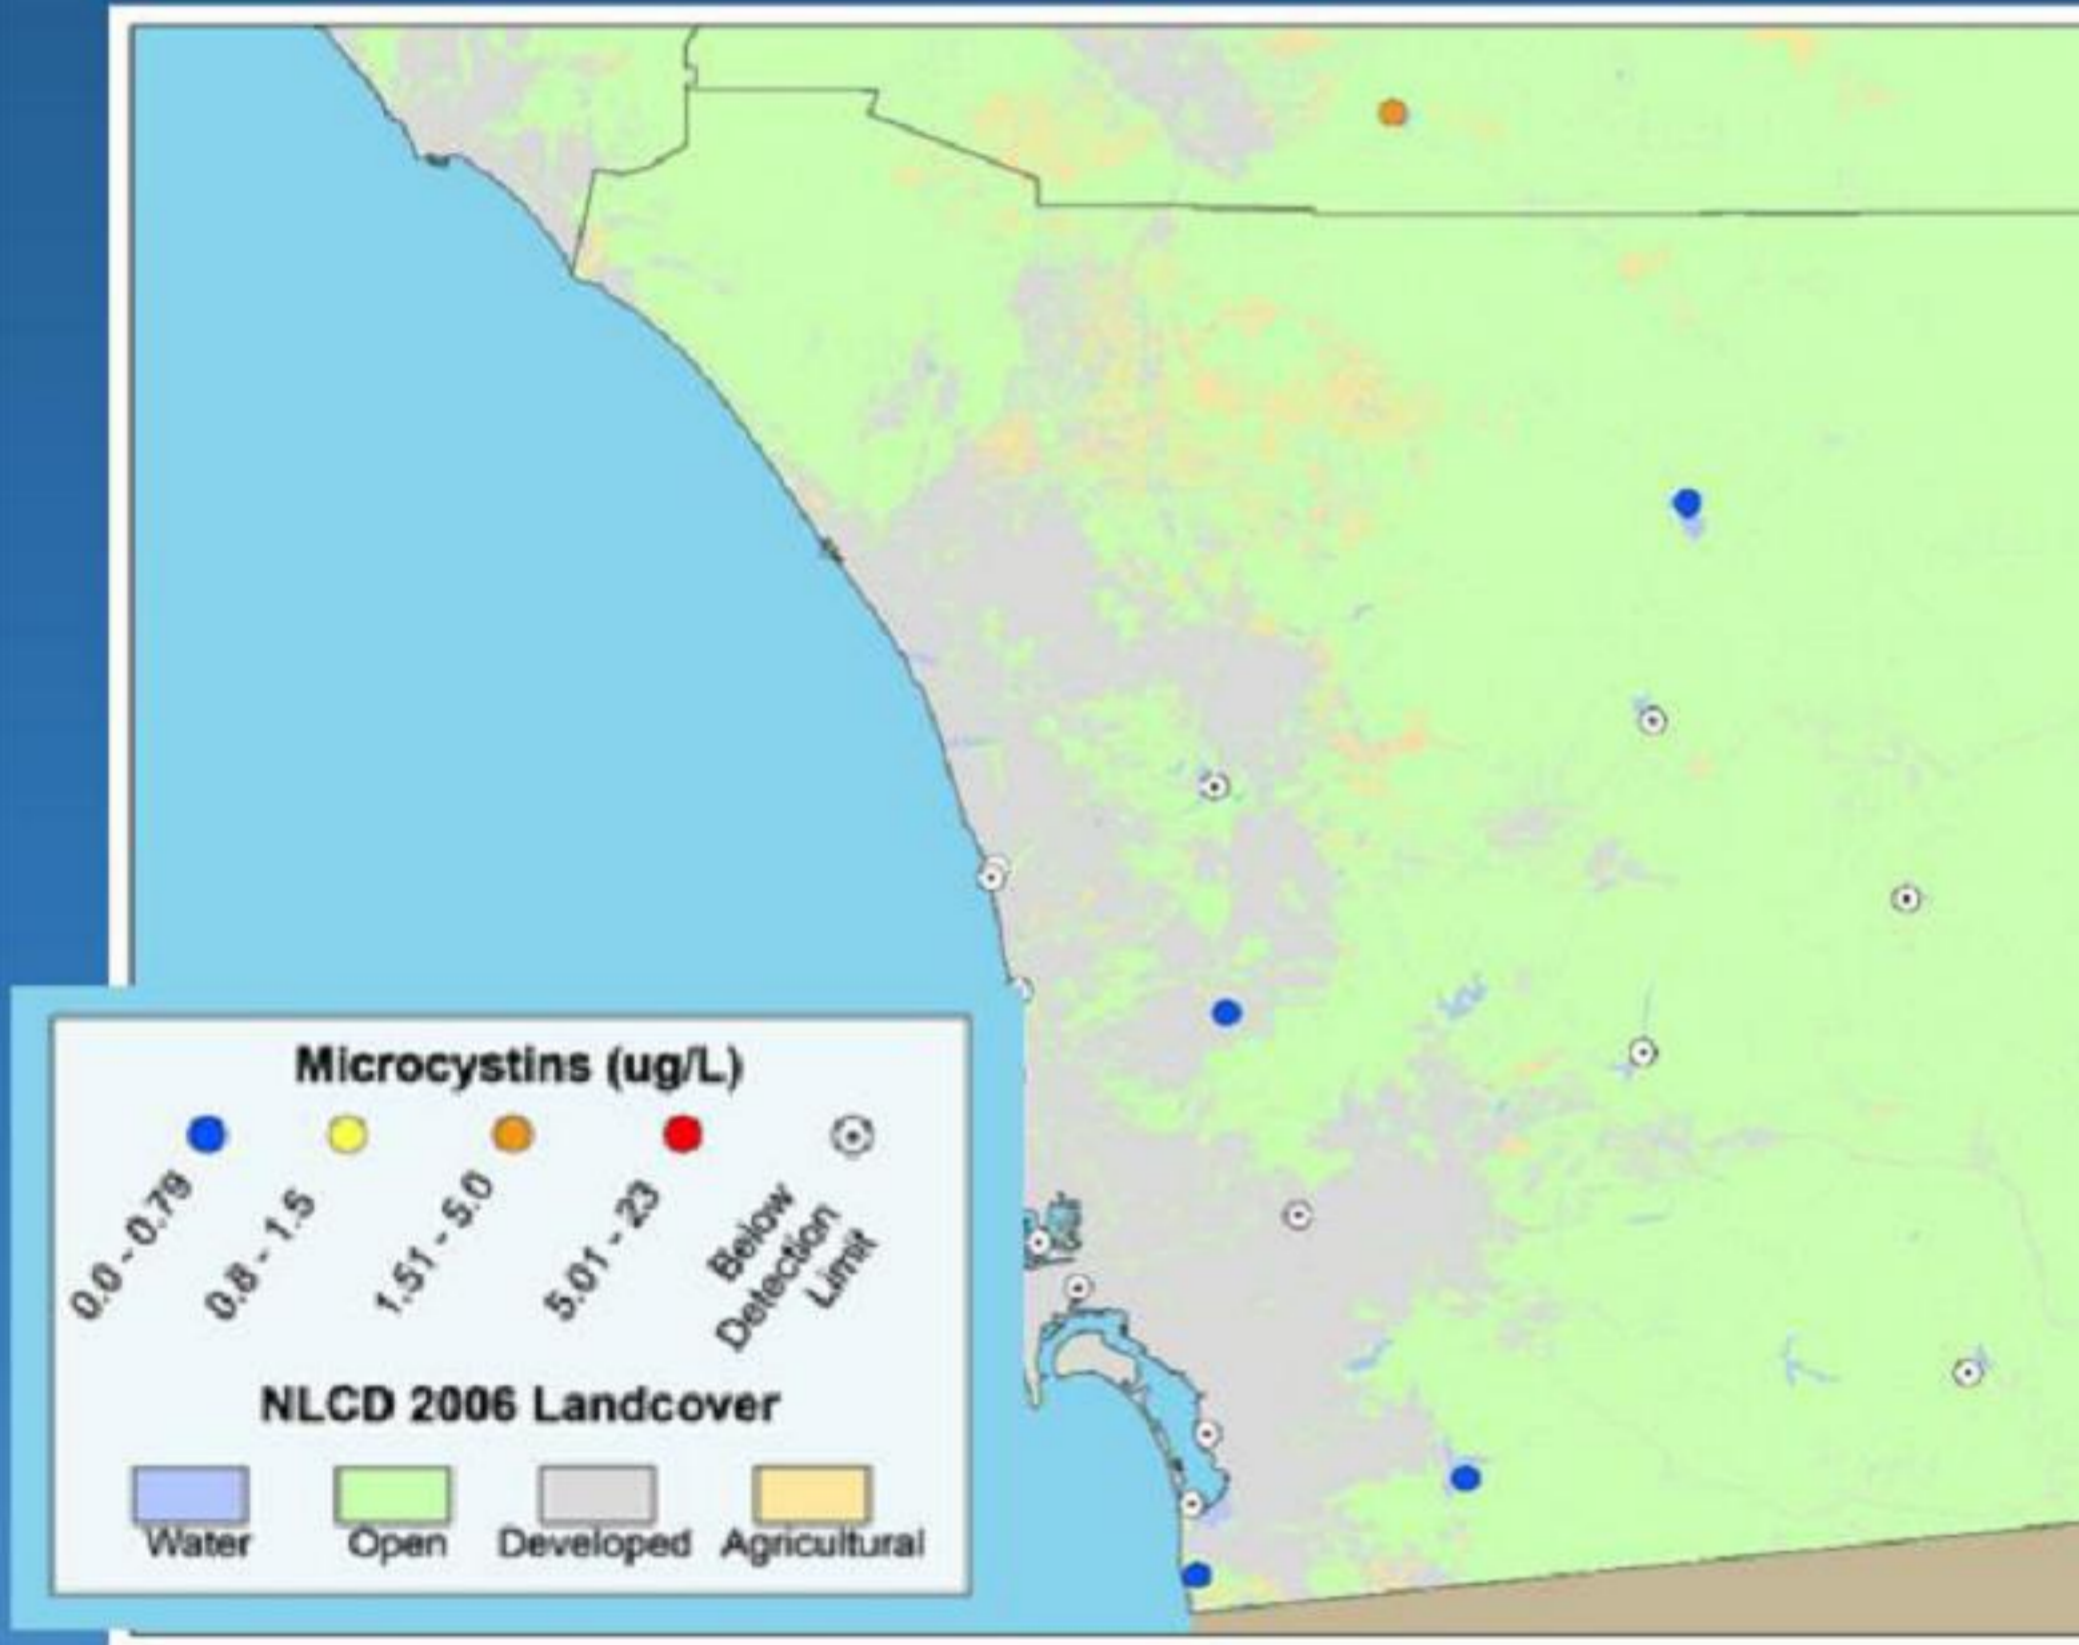 Microcystins (ug/L)
0.0 - 0.79
0.8 - 1.5
1.51 - 5.0
5.01 - 23
Below
Detection
Limit
NLCD 2006 Landcover
Water
Open
Developed
Agricultural